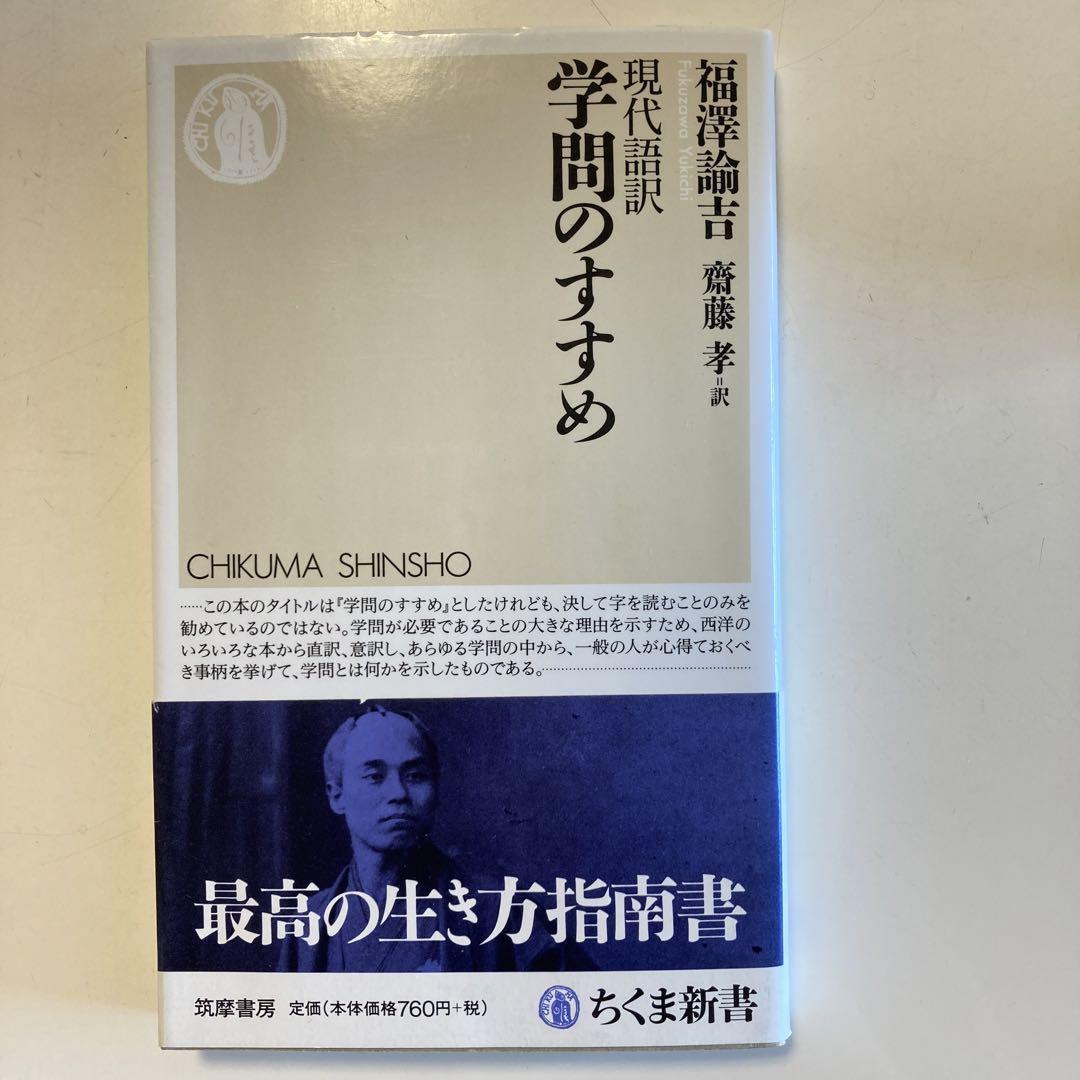 福澤諭吉
Fukuzawa Yukichi
齋藤 孝=訳
現代語訳
学問のすすめ
CHIKUMA
CHIKUMA SHINSHO
……この本のタイトルは『学問のすすめ』としたけれども、決して字を読むことのみを
勧めているのではない。学問が必要であることの大きな理由を示すため、西洋の
いろいろな本から直訳、意訳し、あらゆる学問の中から、一般の人が心得ておくべ
き事柄を挙げて、学問とは何かを示したものである。……
最高の生き方指南書
筑摩書房 定価(本体価格760円+税)
CHIKUMA
ちくま新書